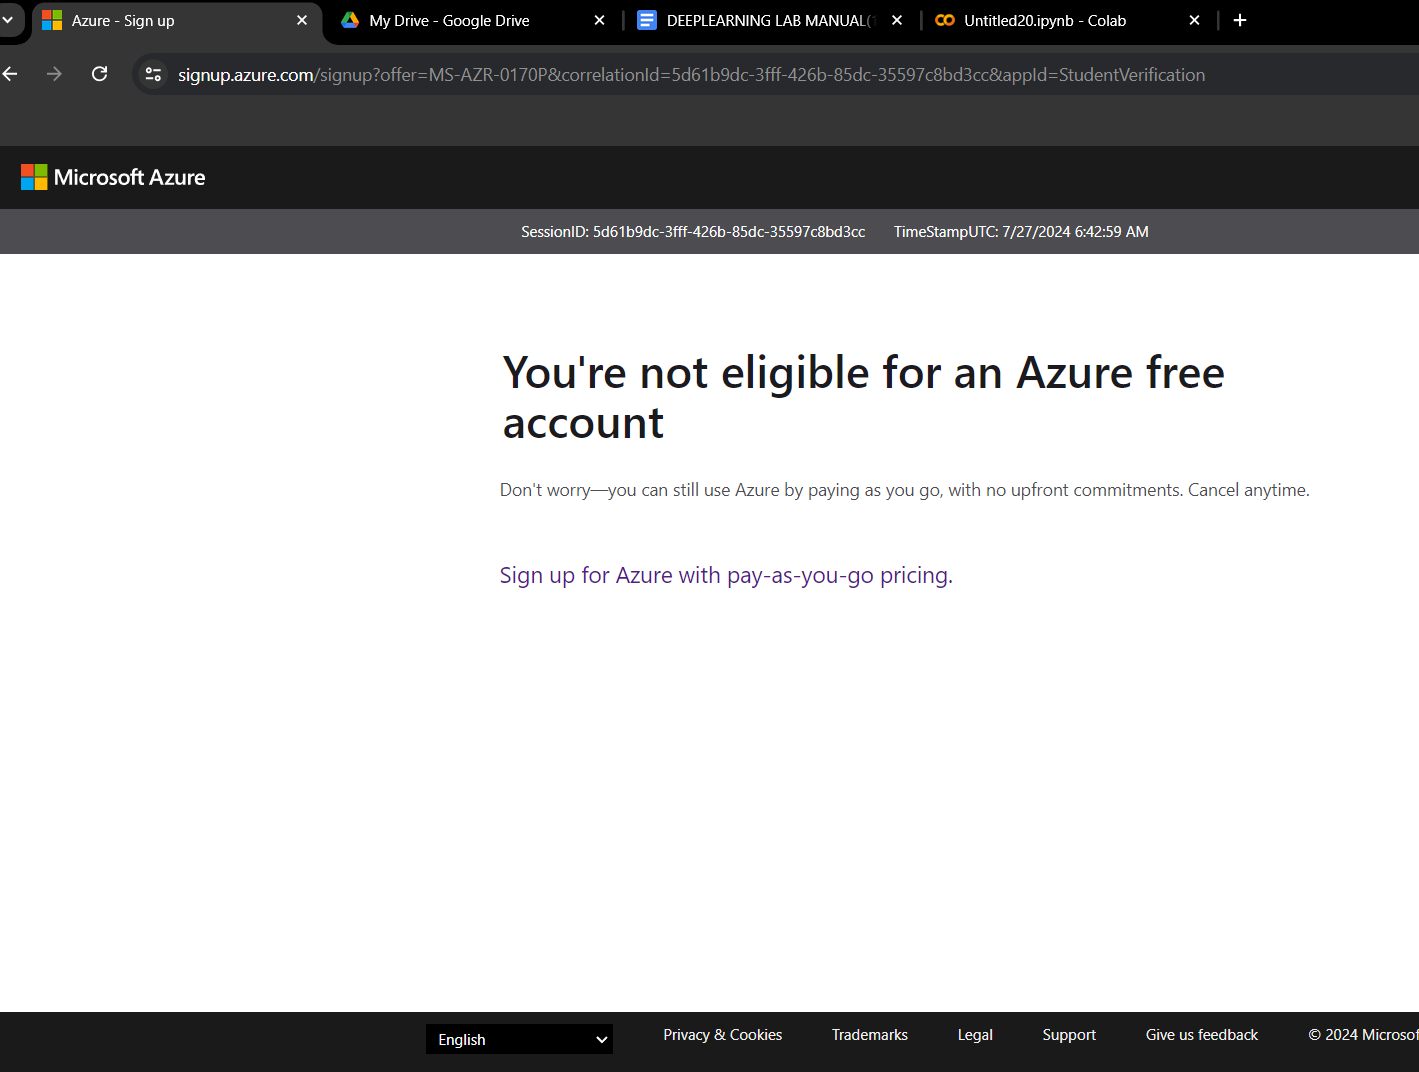 Azure - Sign up
My Drive - Google Drive
DEEPLEARNING LAB MANUAL(
Untitled20.ipynb - Colab
signup.azure.com/signup?offer=MS-AZR-0170P&correlationId=5d61b9dc-3fff-426b-85dc-35597c8bd3cc&appId=StudentVerification
Microsoft Azure
SessionID: 5d61b9dc-3fff-426b-85dc-35597c8bd3cc TimeStampUTC: 7/27/2024 6:42:59 AM
You're not eligible for an Azure free
account
Don't worry—you can still use Azure by paying as you go, with no upfront commitments. Cancel anytime.
Sign up for Azure with pay-as-you-go pricing.
English
Privacy & Cookies
Trademarks
Legal
Support
Give us feedback
© 2024 Microsof